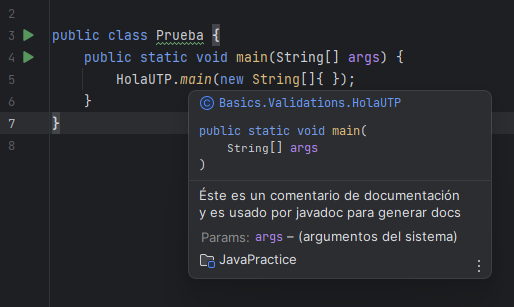 2
3 public class Prueba {
4 public static void main(String[] args) {
5 HolaUTP.main(new String[]{ });
6 }
7 }
8
Basics.Validations.HolaUTP
public static void main(
String[] args
)
Éste es un comentario de documentación
y es usado por javadoc para generar docs
Params: args – (argumentos del sistema)
JavaPractice